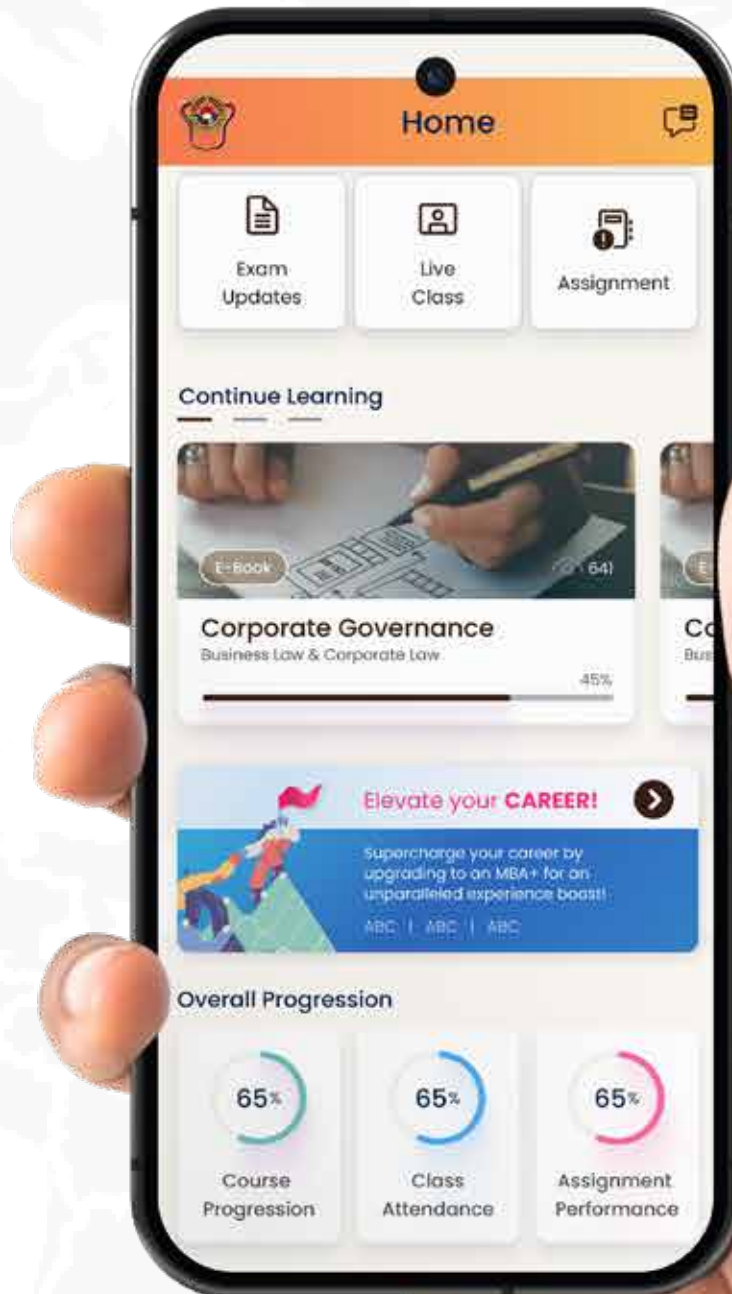 Home
Exam
Updates
Live
Class
Assignment
Continue Learning
E-Book
64)
Corporate Governance
Business Law & Corporate Law
45%
Co
Bus
Elevate your CAREER!
Supercharge your career by
upgrading to an MBA+ for an
unparalleled experience boost!
ABC | ABC | ABC
Overall Progression
65%
Course
Progression
65%
Class
Attendance
65%
Assignment
Performance